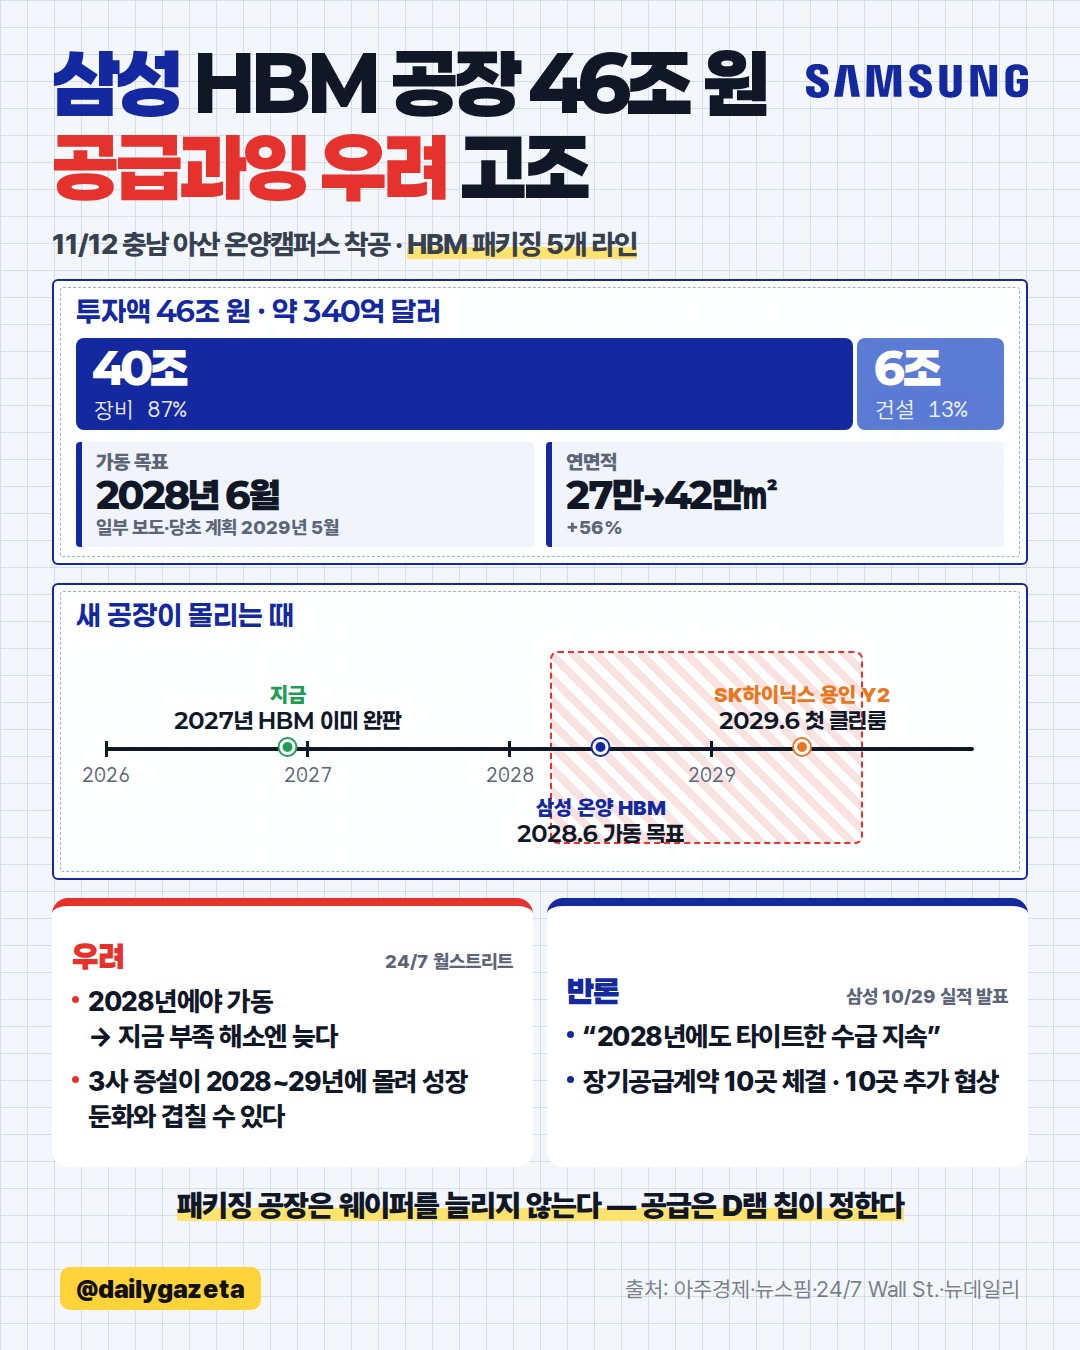 삼성 HBM 공장 46조 원
SAMSUNG
공급과잉 우려 고조
11/12 충남 아산 온양캠퍼스 착공 · HBM 패키징 5개 라인
투자액 46조 원 · 약 340억 달러
40조
장비 87%
6조
건설 13%
가동 목표
2028년 6월
일부 보도·당초 계획 2029년 5월
연면적
27만→42만㎡
+56%
새 공장이 몰리는 때
지금
2027년 HBM 이미 완판
SK하이닉스 용인 Y2
2029.6 첫 클린룸
2026
2027
2028
2029
삼성 온양 HBM
2028.6 가동 목표
우려
24/7 월스트리트
• 2028년에야 가동
→ 지금 부족 해소엔 늦다
• 3사 증설이 2028~29년에 몰려 성장
둔화와 겹칠 수 있다
반론
삼성 10/29 실적 발표
• “2028년에도 타이트한 수급 지속”
• 장기공급계약 10곳 체결 · 10곳 추가 협상
패키징 공장은 웨이퍼를 늘리지 않는다 — 공급은 D램 칩이 정한다
@dailygazeta
출처: 아주경제·뉴스핌·24/7 Wall St.·뉴데일리